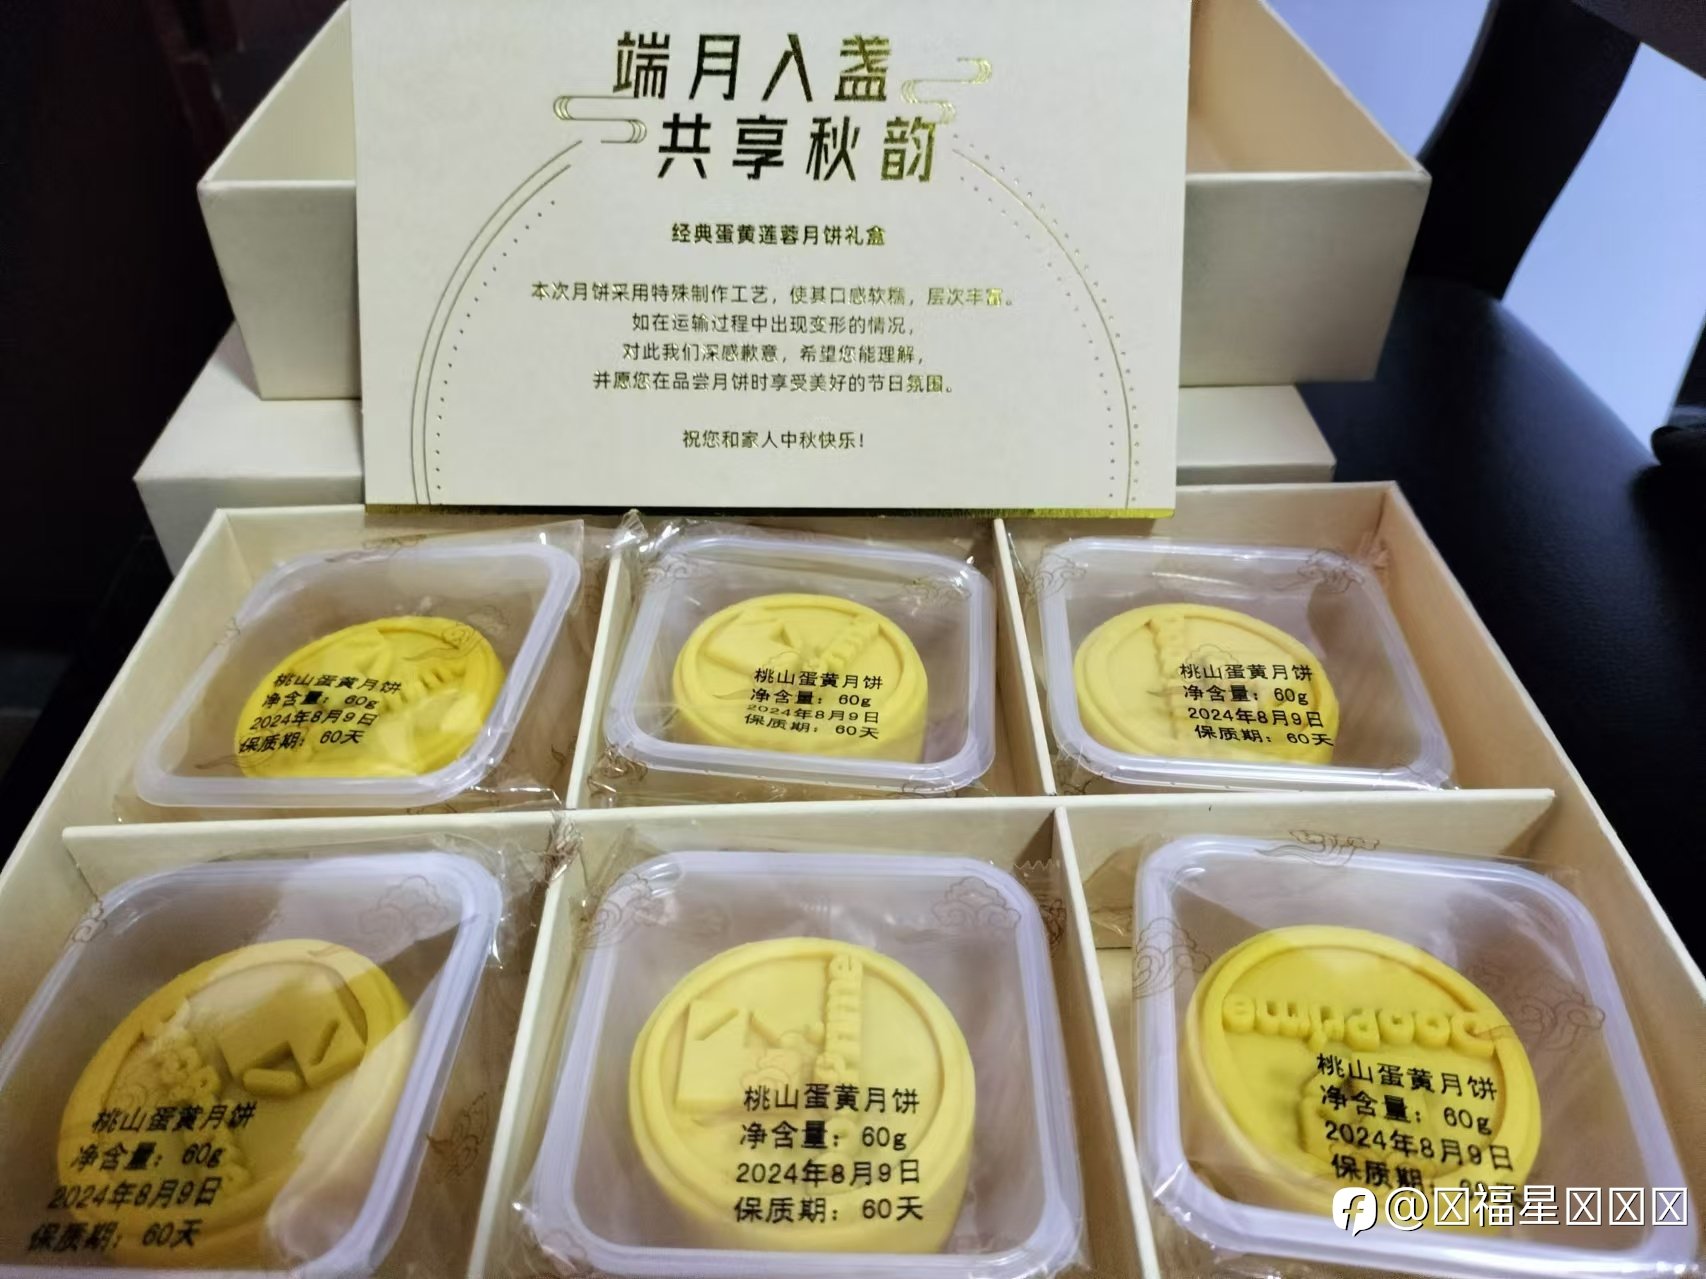 端月入盏
共享秋韵
经典蛋黄莲蓉月饼礼盒
本次月饼采用特殊制作工艺，使其口感软糯，层次丰富。
如在运输过程中出现变形的情况，
对此我们深感歉意，希望您能理解，
并愿您在品尝月饼时享受美好的节日氛围。
祝您和家人中秋快乐！
桃山蛋黄月饼
净含量：60g
2024年8月9日
保质期：60天
桃山蛋黄月饼
净含量：60g
2024年8月9日
保质期：60天
桃山蛋黄月饼
净含量：60g
2024年8月9日
保质期：60天
桃山蛋黄月饼
净含量：60g
2024年8月9日
保质期：60天
桃山蛋黄月饼
净含量：60g
2024年8月9日
保质期：60天
桃山蛋黄月饼
净含量：60g
2024年8月9日
保质期：
@福星